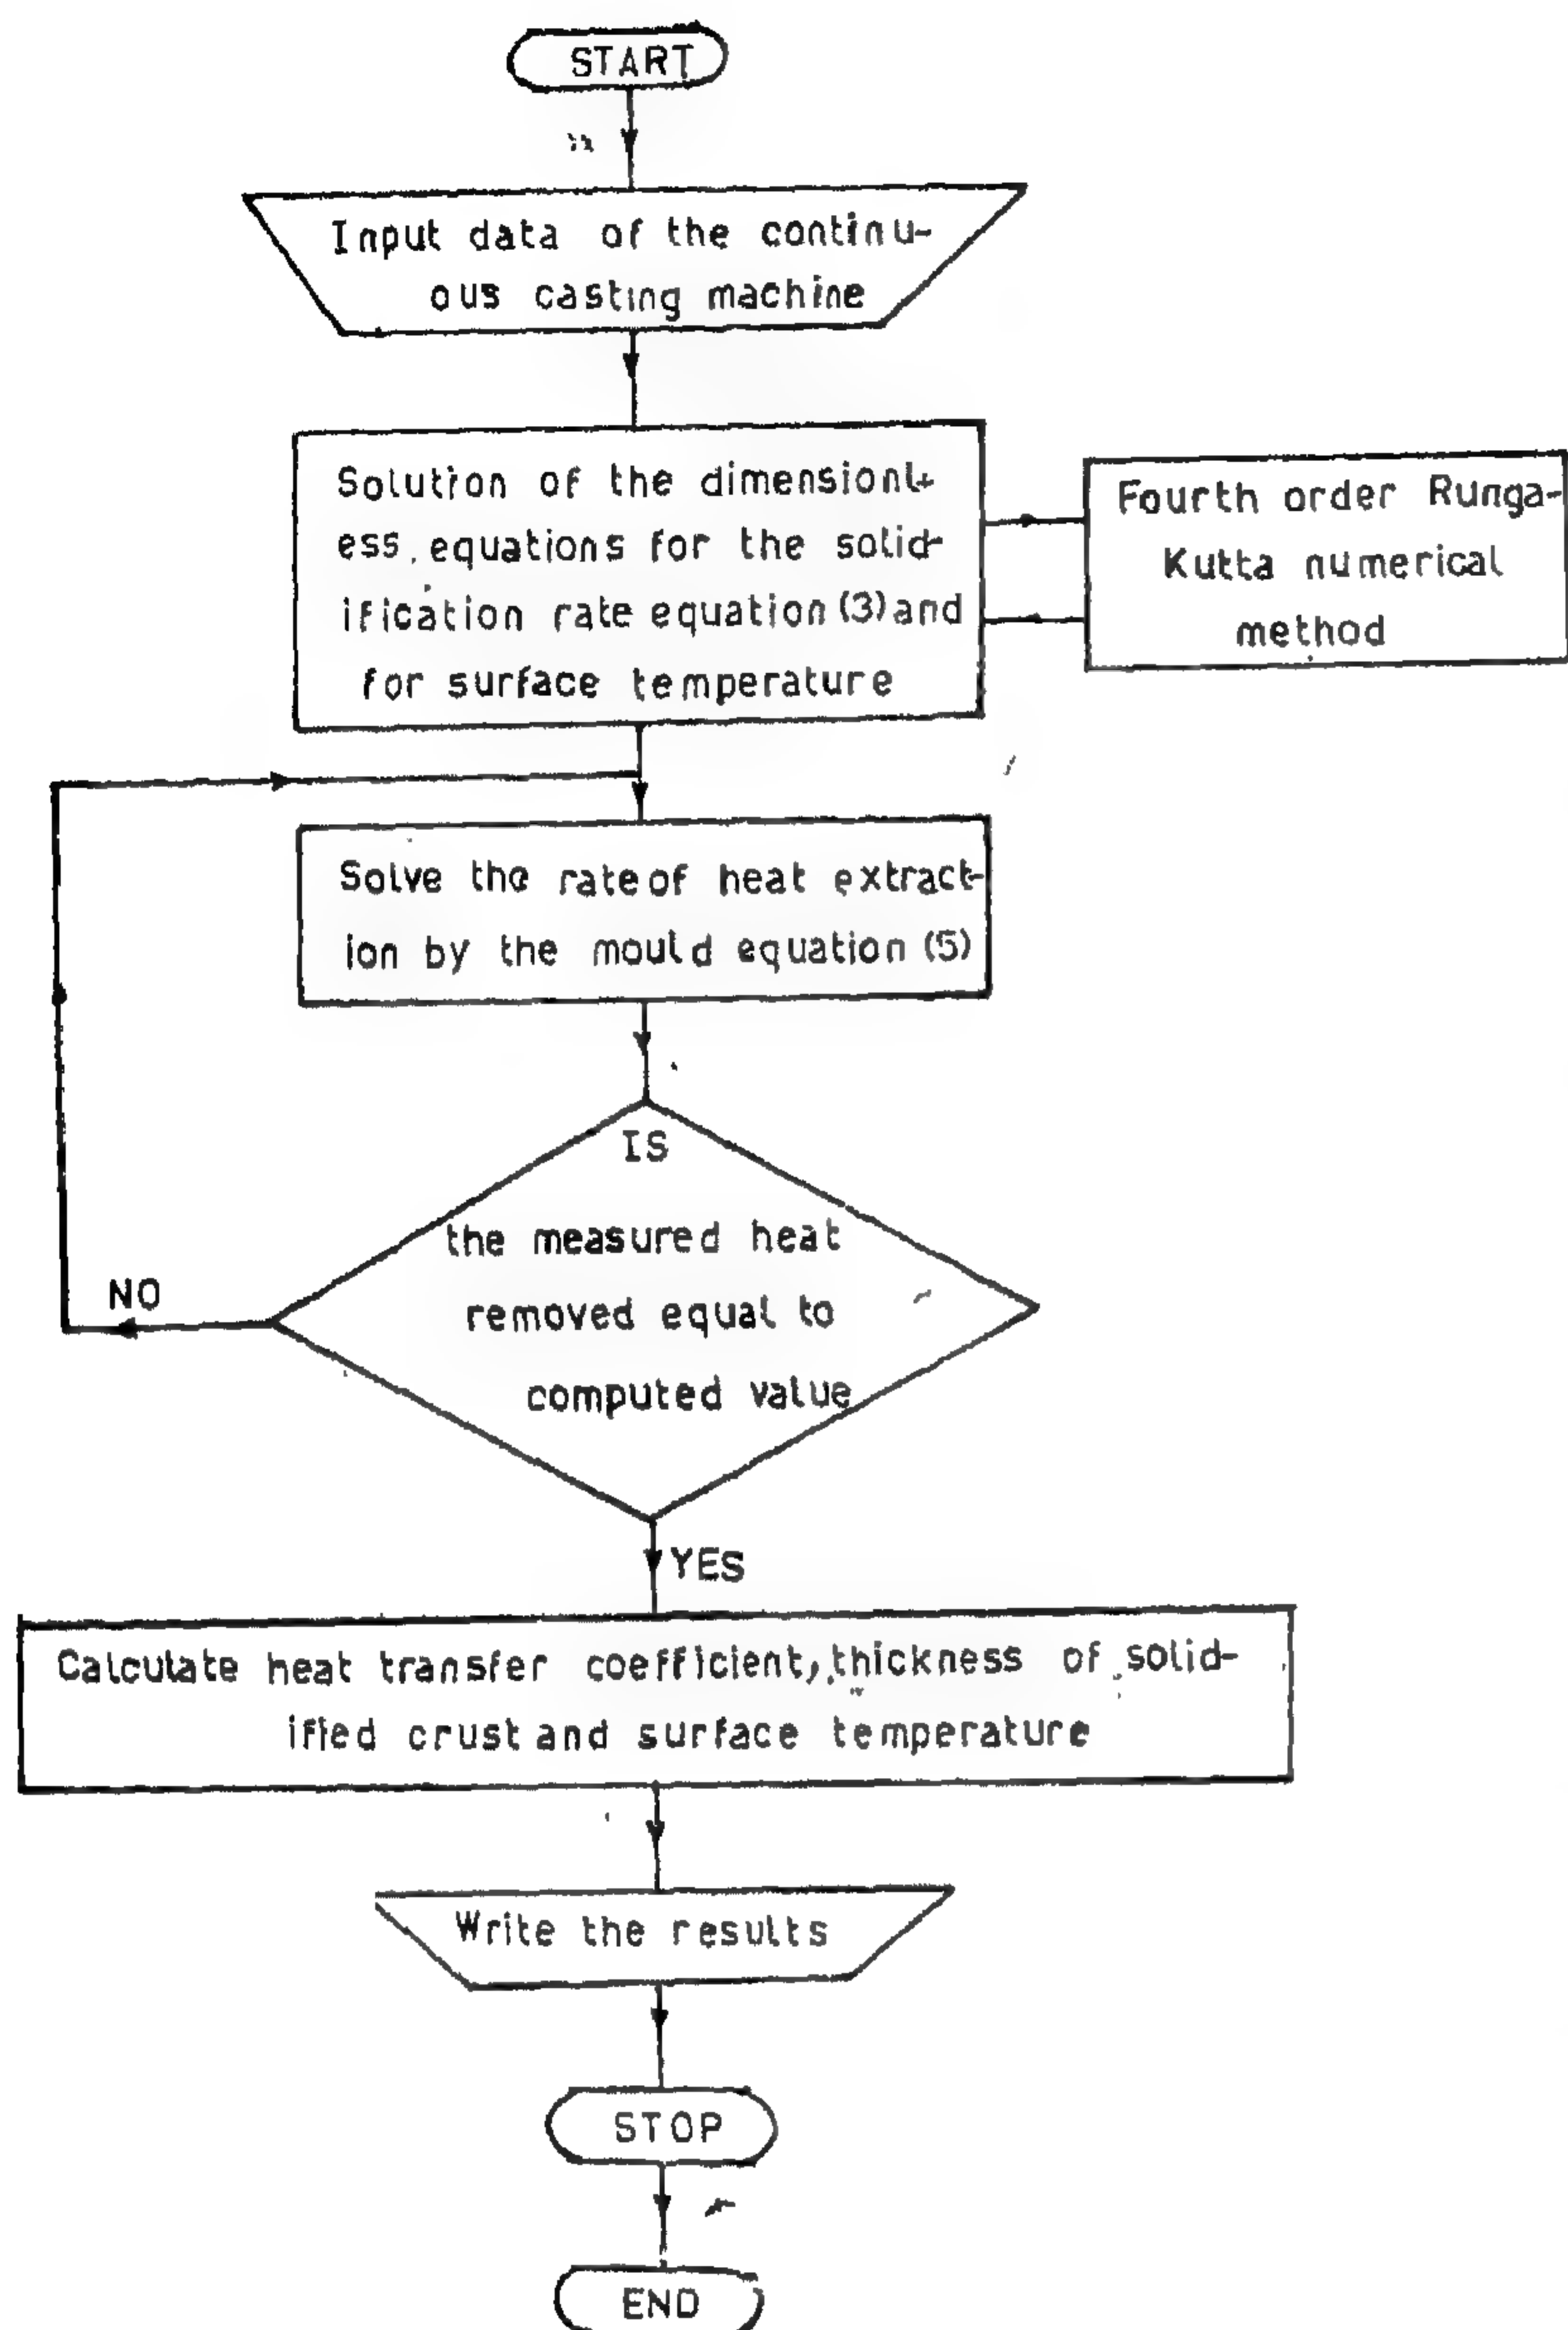 START
Input data of the continu-
ous casting machine
Solution of the dimensionl-
ess equations for the solid-
ification rate equation (3) and
for surface temperature
Fourth order Runga-
Kutta numerical
method
Solve the rate of heat extract-
ion by the mould equation (5)
IS
the measured heat
removed equal to
computed value
NO
YES
Calculate heat transfer coefficient, thickness of solid-
ified crust and surface temperature
Write the results
STOP
END